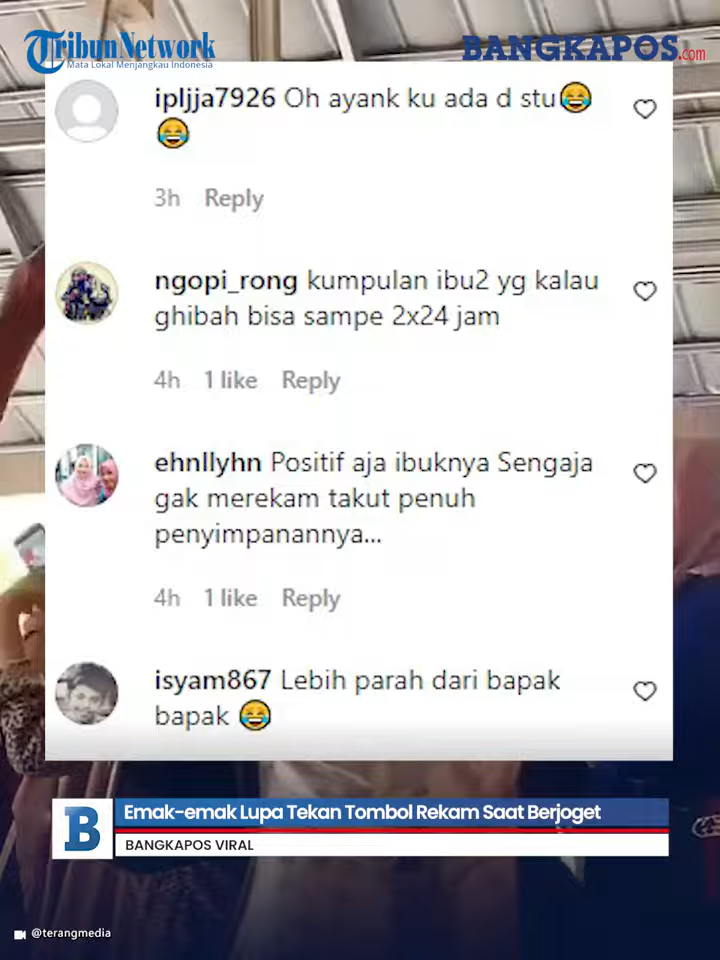 Tribun Network
Mata Lokal Menjangkau Indonesia
BANGKAPOS.com
ipljja7926 Oh ayank ku ada d stu😂
😂
3h Reply
ngopi_rong kumpulan ibu2 yg kalau
ghibah bisa sampe 2x24 jam
4h 1 like Reply
ehnllyhn Positif aja ibuknya Sengaja
gak merekam takut penuh
penyimpanannya...
4h 1 like Reply
isyam867 Lebih parah dari bapak
bapak 😂
B
Emak-emak Lupa Tekan Tombol Rekam Saat Berjoget
BANGKAPOS VIRAL
@terangmedia